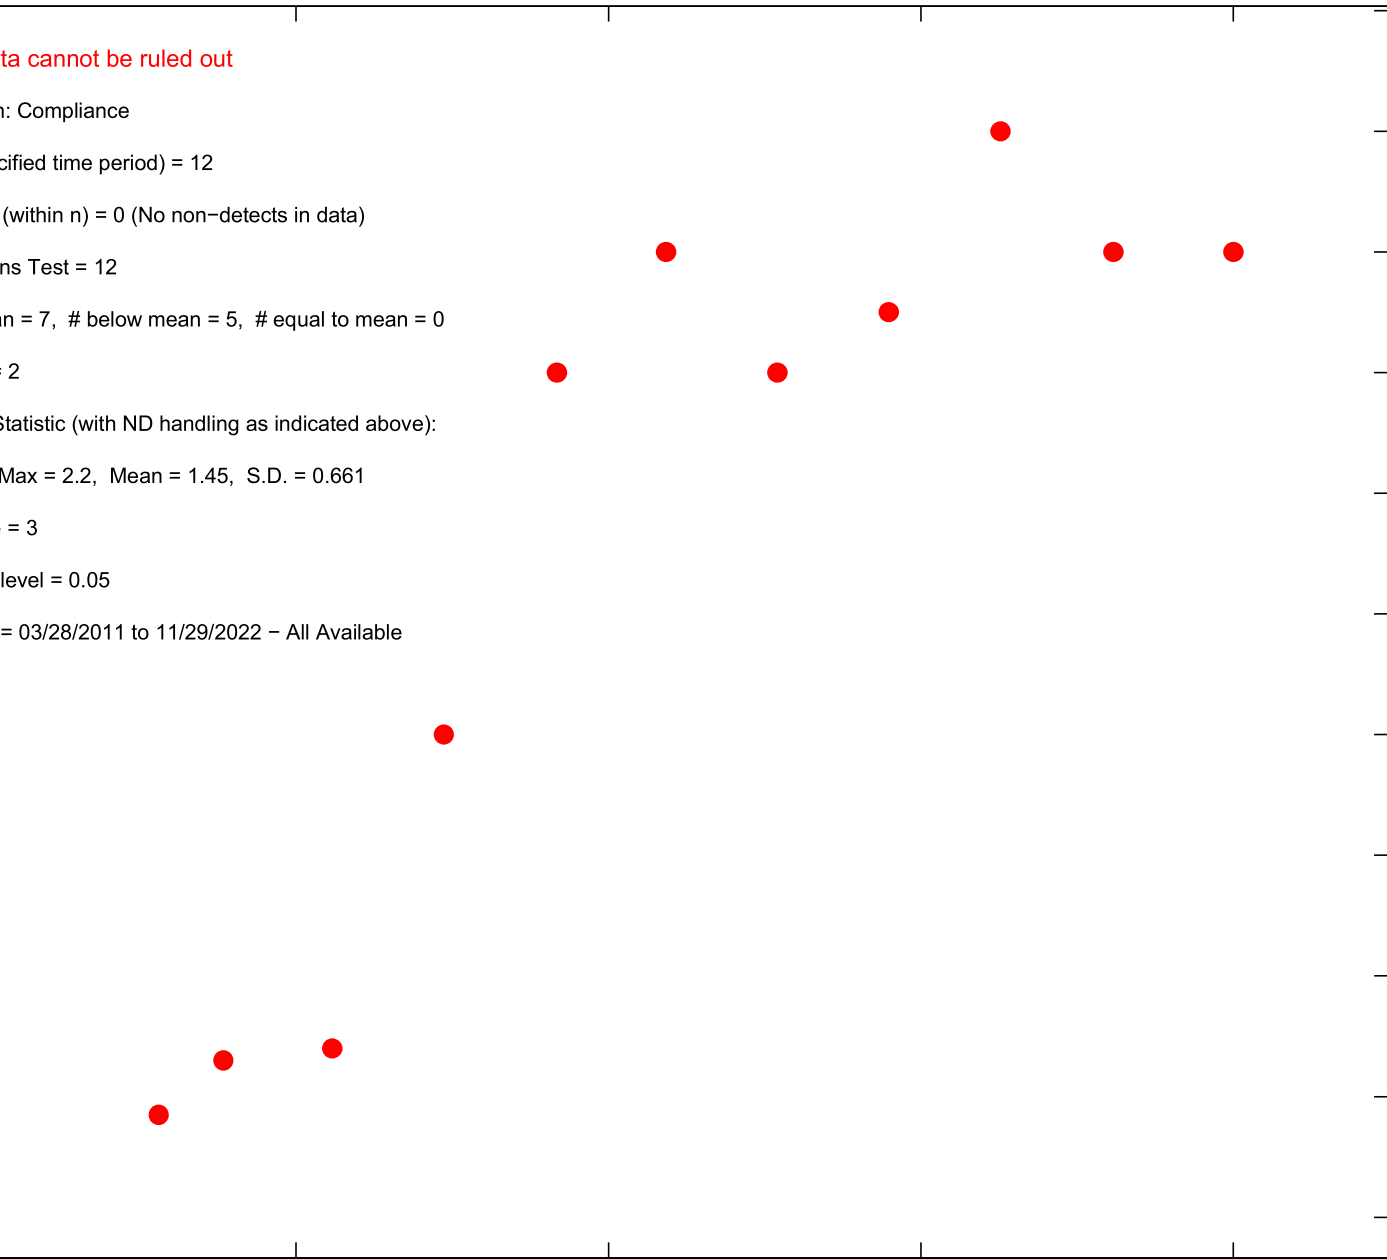 ta cannot be ruled out
n: Compliance
cified time period) = 12
(within n) = 0 (No non−detects in data)
ns Test = 12
an = 7,  # below mean = 5,  # equal to mean = 0
= 2
Statistic (with ND handling as indicated above):
Max = 2.2,  Mean = 1.45,  S.D. = 0.661
= 3
level = 0.05
= 03/28/2011 to 11/29/2022 − All Available